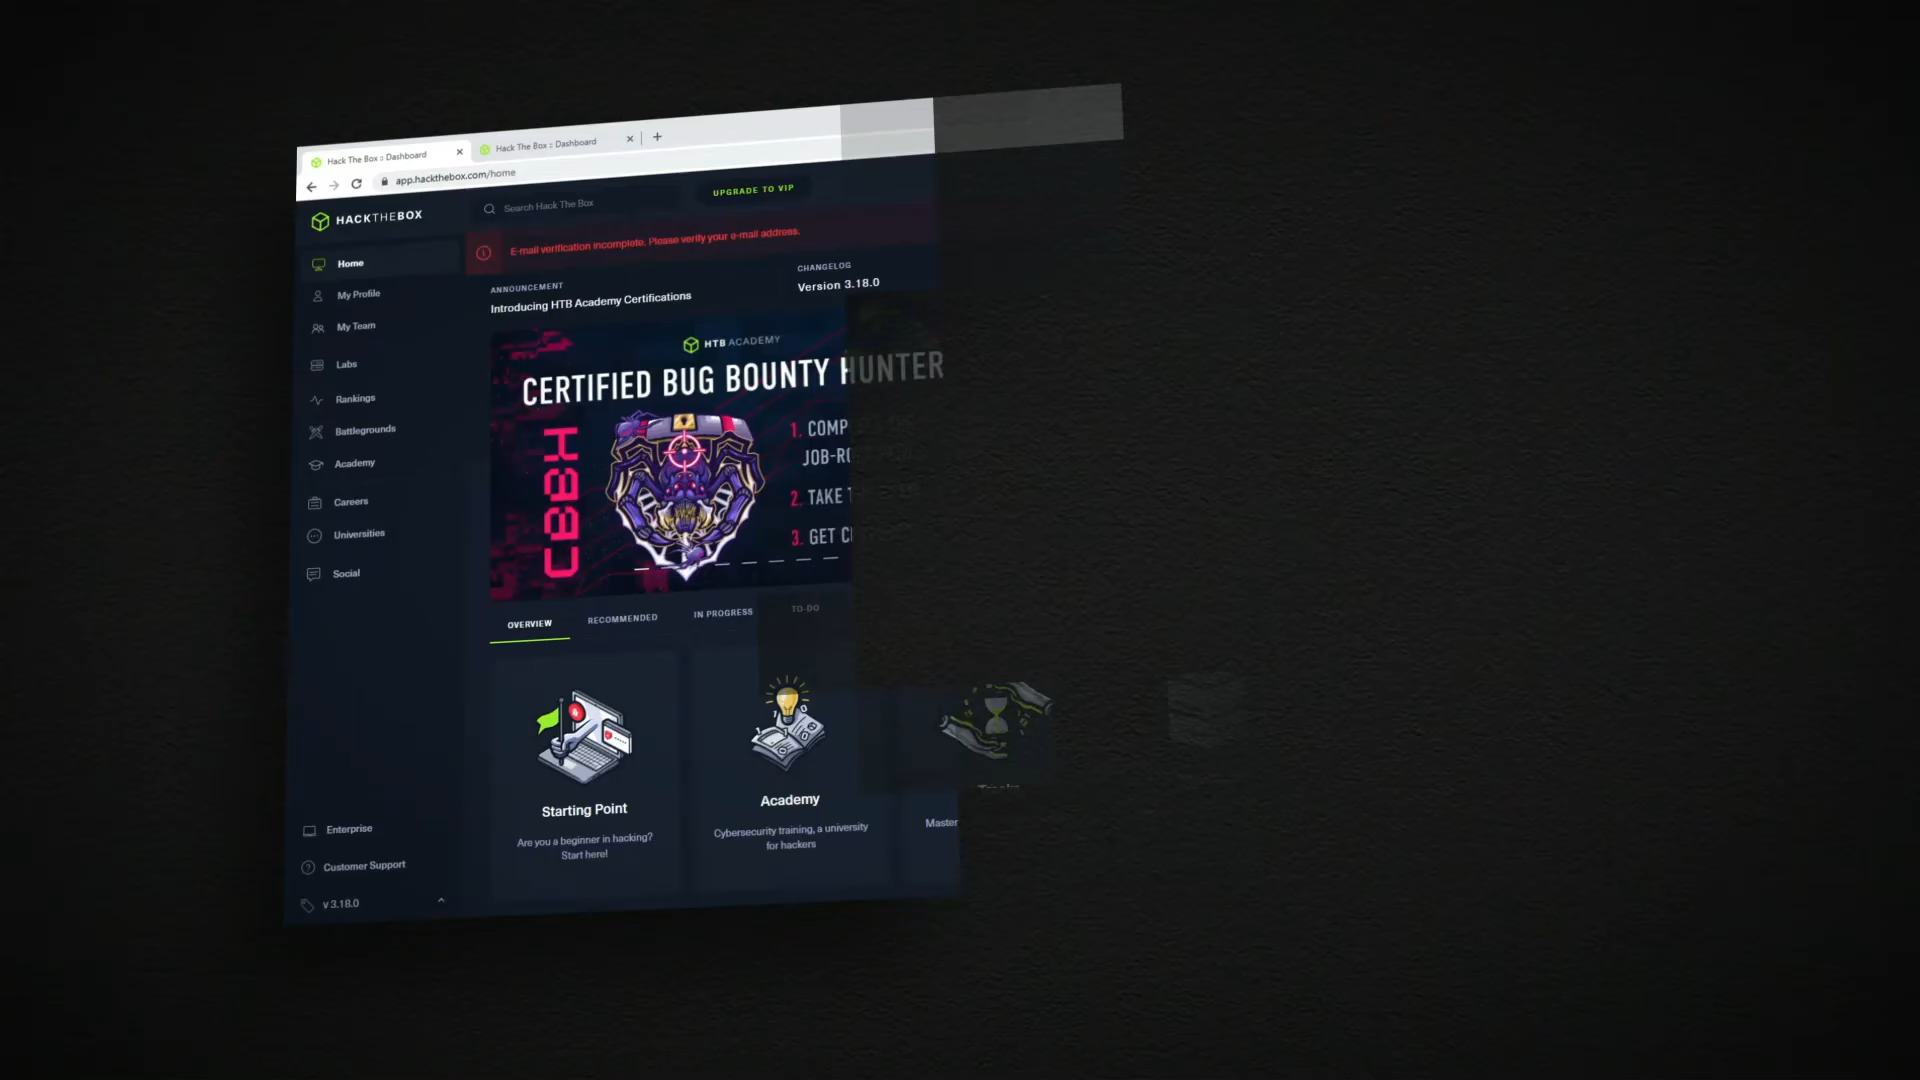 Hack The Box :: Dashboard
Hack The Box :: Dashboard
app.hackthebox.com/home
HACKTHEBOX
Search Hack The Box
UPGRADE TO VIP
E-mail verification incomplete. Please verify your e-mail address.
Home
My Profile
My Team
Labs
Rankings
Battlegrounds
Academy
Careers
Universities
Social
Enterprise
Customer Support
v 3.18.0
ANNOUNCEMENT
Introducing HTB Academy Certifications
CHANGELOG
Version 3.18.0
HTB ACADEMY
CERTIFIED BUG BOUNTY HUNTER
CBBH
1. COMP
JOB-RO
2. TAKE
3. GET
OVERVIEW
RECOMMENDED
IN PROGRESS
TO-DO
Starting Point
Are you a beginner in hacking?
Start here!
Academy
Cybersecurity training, a university
for hackers
Master